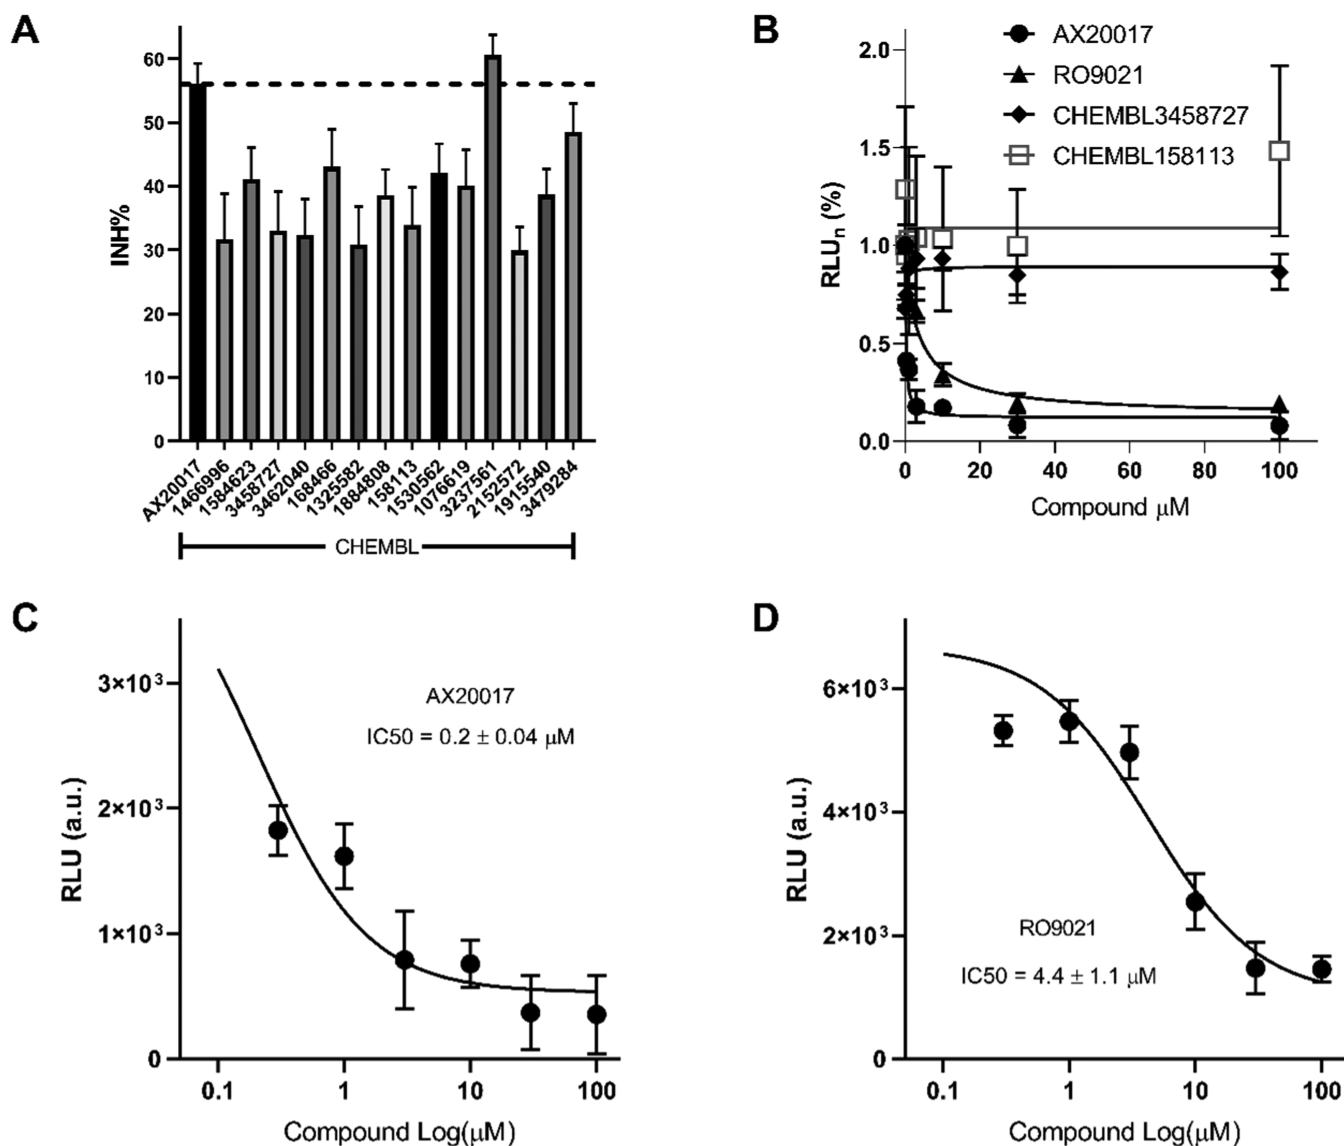 A
60
50
40
30
20
10
0
INH%
AX20017
1466996
1584623
3458727
3462040
168466
1325582
1884808
158113
1530562
1076619
3237561
2152572
1915540
3479284
CHEMBL
B
AX20017
RO9021
CHEMBL3458727
CHEMBL158113
2.0
1.5
1.0
0.5
0.0
RLUn (%)
0 20 40 60 80 100
Compound μM
C
3×10³
2×10³
1×10³
0
RLU (a.u.)
AX20017
IC50 = 0.2 ± 0.04 μM
0.1 1 10 100
Compound Log(μM)
D
6×10³
4×10³
2×10³
0
RLU (a.u.)
RO9021
IC50 = 4.4 ± 1.1 μM
0.1 1 10 100
Compound Log(μM)